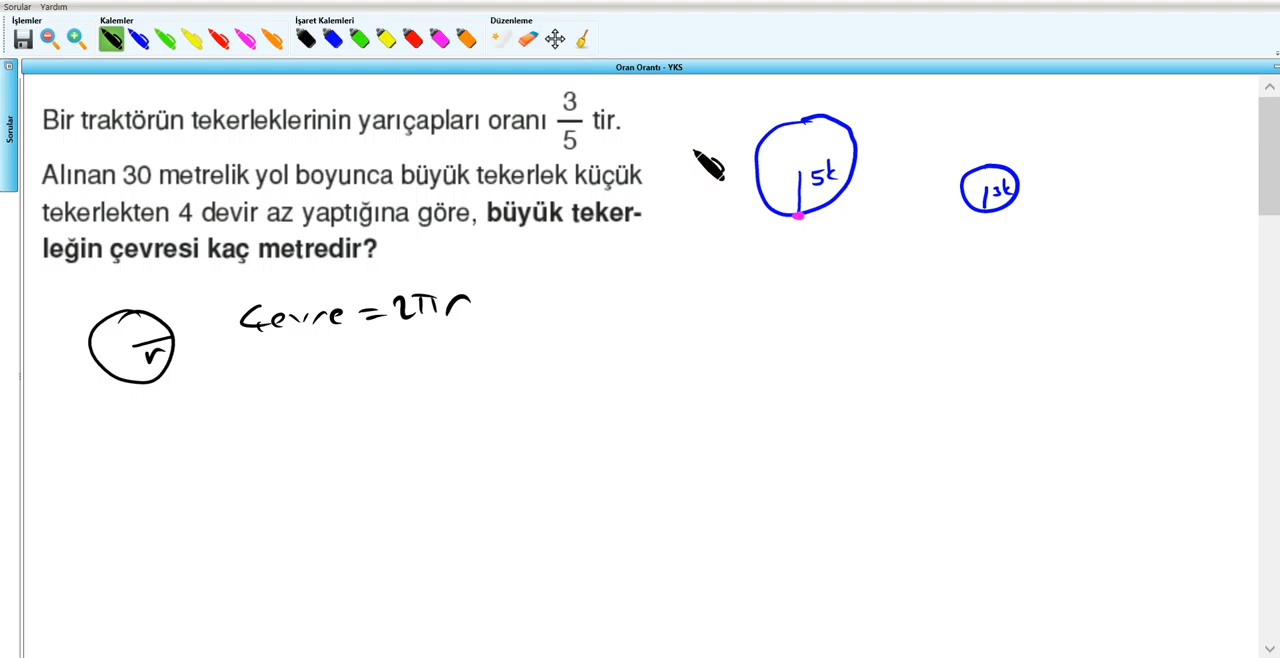 Sorular Yardım
İşlemler Kalemler İşaret Kalemleri Düzenleme
Oran Orantı - YKS
Sorular
Bir traktörün tekerleklerinin yarıçapları oranı 3/5 tir.
Alınan 30 metrelik yol boyunca büyük tekerlek küçük
tekerlekten 4 devir az yaptığına göre, büyük teker-
leğin çevresi kaç metredir?
5k
3k
r
Çevre = 2πr